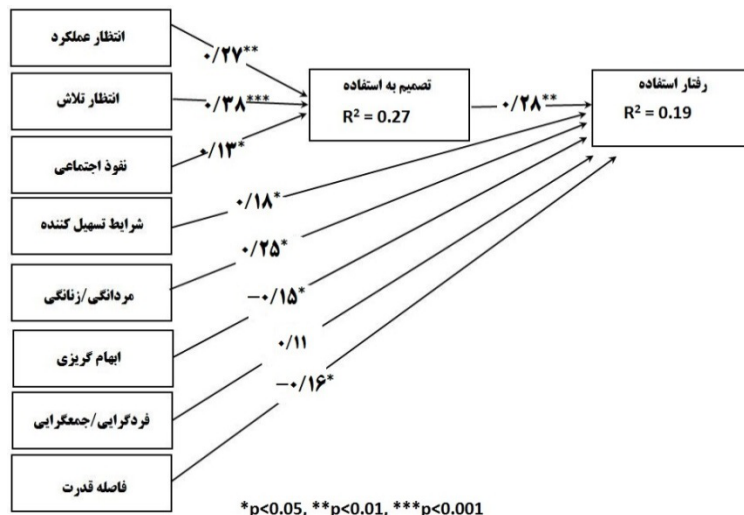 انتظار عملکرد
۰/۲۷**
انتظار تلاش
۰/۳۸***
تصمیم به استفاده
R² = 0.27
۰/۲۸**
رفتار استفاده
R² = 0.19
نفوذ اجتماعی
۰/۱۳*
شرایط تسهیل کننده
۰/۱۸*
مردانگی/زنانگی
۰/۲۵*
ابهام گریزی
−۰/۱۵*
فردگرایی/جمعگرایی
۰/۱۱
فاصله قدرت
−۰/۱۶*
*p<0.05, **p<0.01, ***p<0.001